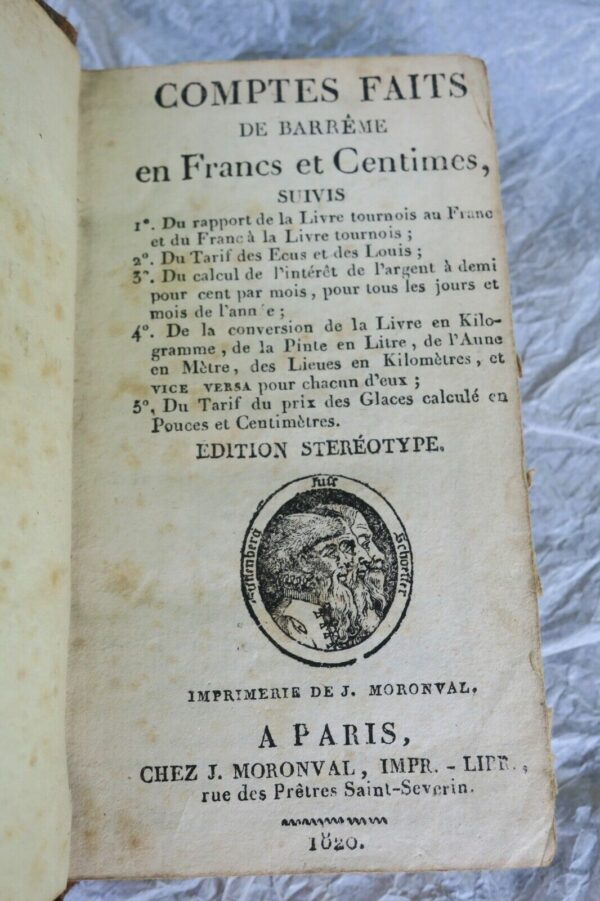 COMPTES FAITS
DE BARRÊME
en Francs et Centimes,
SUIVIS
1°. Du rapport de la Livre tournois au Franc
et du Franc à la Livre tournois ;
2°. Du Tarif des Ecus et des Louis ;
3°. Du calcul de l'intérêt de l'argent à demi
pour cent par mois, pour tous les jours et
mois de l'année ;
4°. De la conversion de la Livre en Kilo-
gramme, de la Pinte en Litre, de l'Aune
en Mètre, des Lieues en Kilomètres, et
VICE VERSA pour chacun d'eux ;
5°. Du Tarif du prix des Glaces calculé en
Pouces et Centimètres.
EDITION STEREÓTYPE.
Guttenberg Fust Schoeffer
IMPRIMERIE DE J. MORONVAL.
A PARIS,
CHEZ J. MORONVAL, IMPR. - LIBR.,
rue des Prêtres Saint-Severin.
1820.